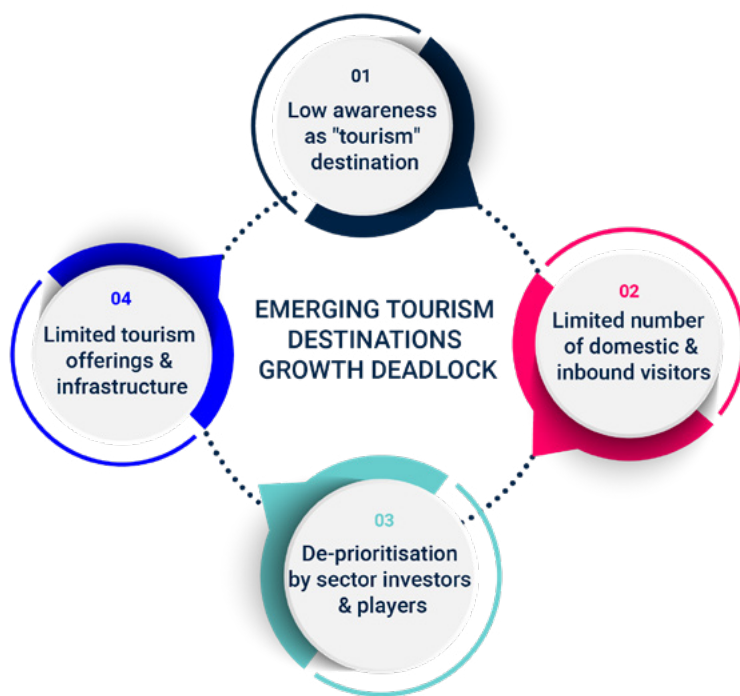 01
Low awareness
as "tourism"
destination
02
Limited number
of domestic &
inbound visitors
03
De-prioritisation
by sector investors
& players
04
Limited tourism
offerings &
infrastructure
EMERGING TOURISM
DESTINATIONS
GROWTH DEADLOCK